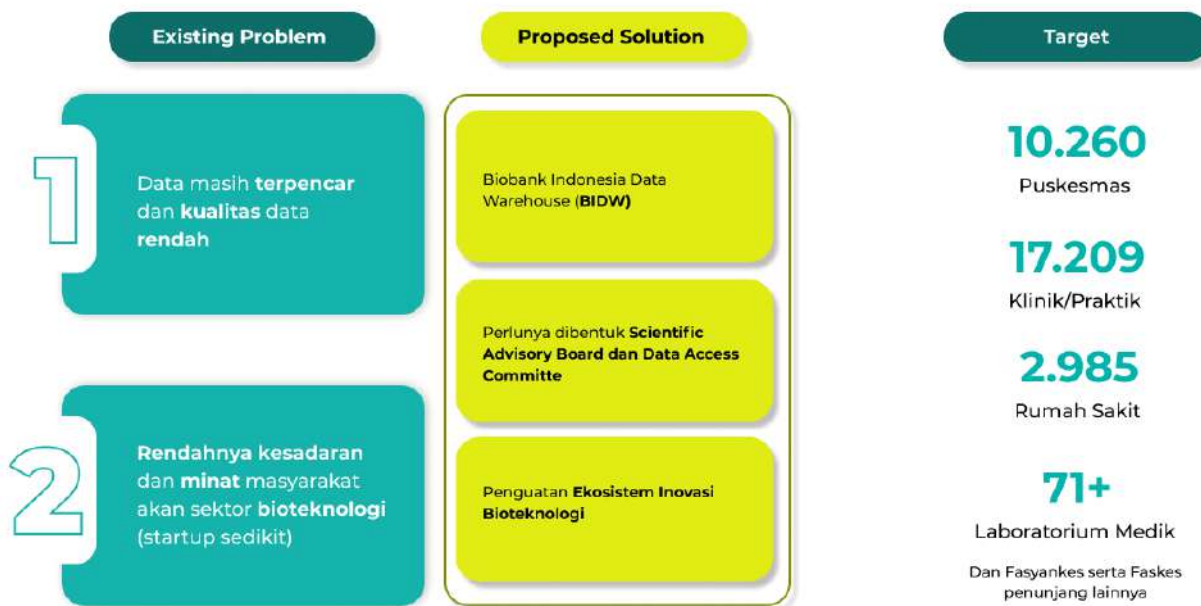 Existing Problem
Proposed Solution
Target
1
Data masih terpencar
dan kualitas data
rendah
2
Rendahnya kesadaran
dan minat masyarakat
akan sektor bioteknologi
(startup sedikit)
Biobank Indonesia Data
Warehouse (BIDW)
Perlunya dibentuk Scientific
Advisory Board dan Data Access
Committe
Penguatan Ekosistem Inovasi
Bioteknologi
10.260
Puskesmas
17.209
Klinik/Praktik
2.985
Rumah Sakit
71+
Laboratorium Medik
Dan Fasyankes serta Faskes
penunjang lainnya